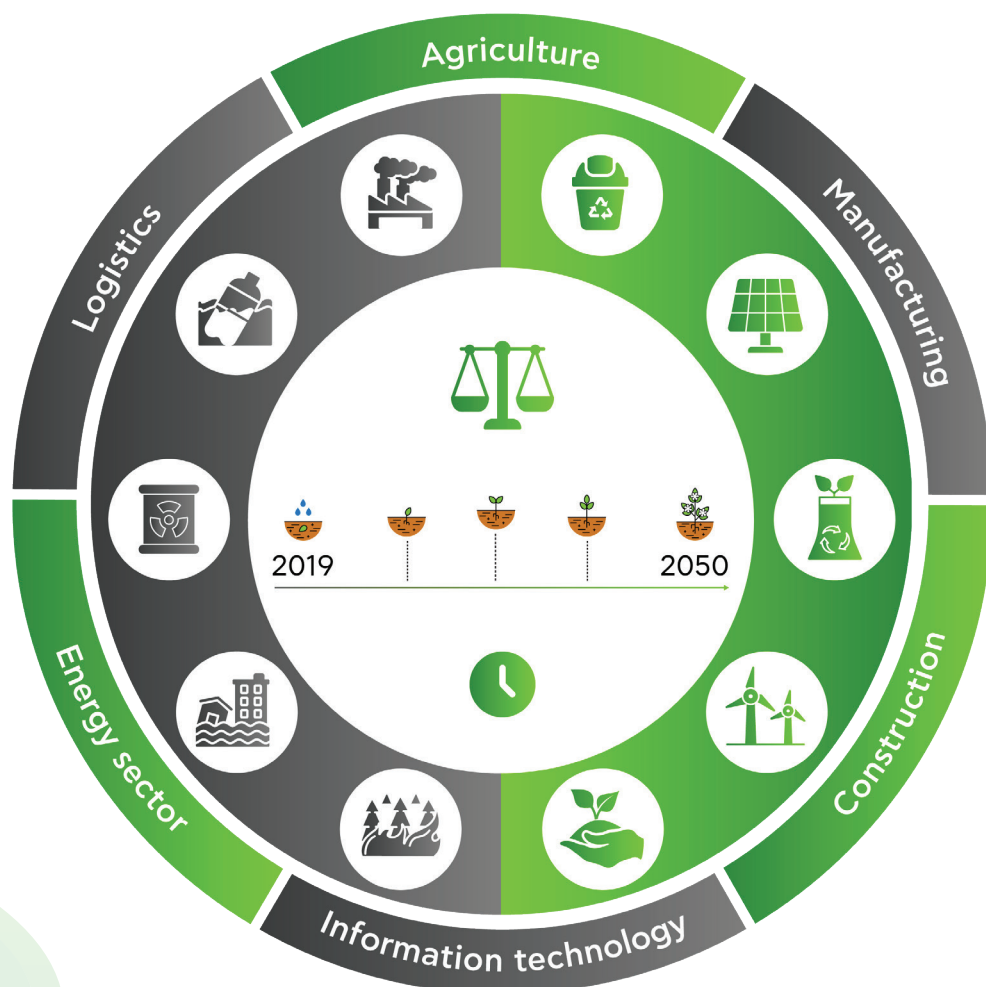 Agriculture
Manufacturing
Logistics
2019
2050
Energy sector
Construction
Information technology